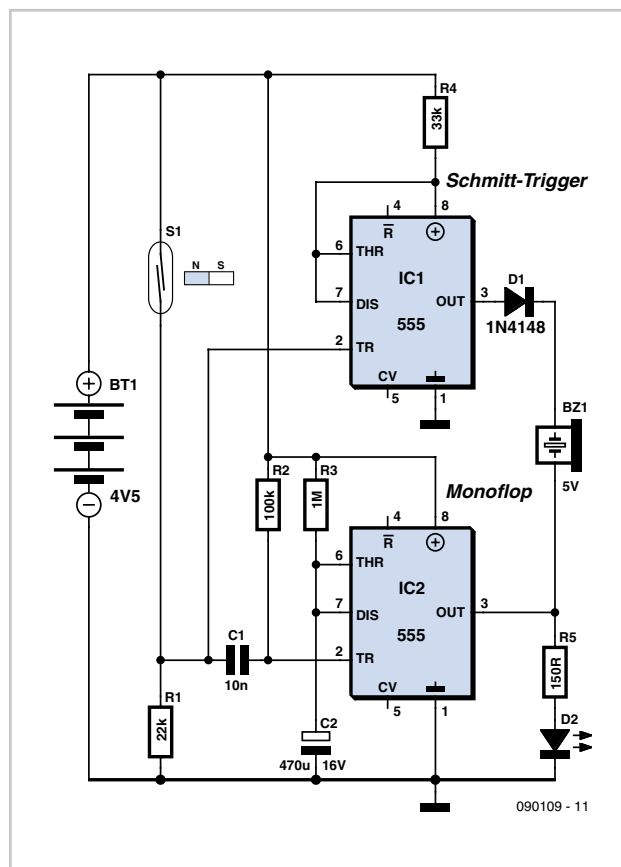 R4
33k
Schmitt-Trigger
S1
N S
4
R
8
6
THR
7
DIS
IC1
555
OUT
3
D1
1N4148
2
TR
CV
5
1
BT1
4V5
BZ1
5V
R2
100k
R3
1M
Monoflop
4
R
8
6
THR
7
DIS
IC2
555
OUT
3
2
TR
CV
5
1
C1
10n
R5
150R
R1
22k
C2
470u 16V
D2
090109 - 11